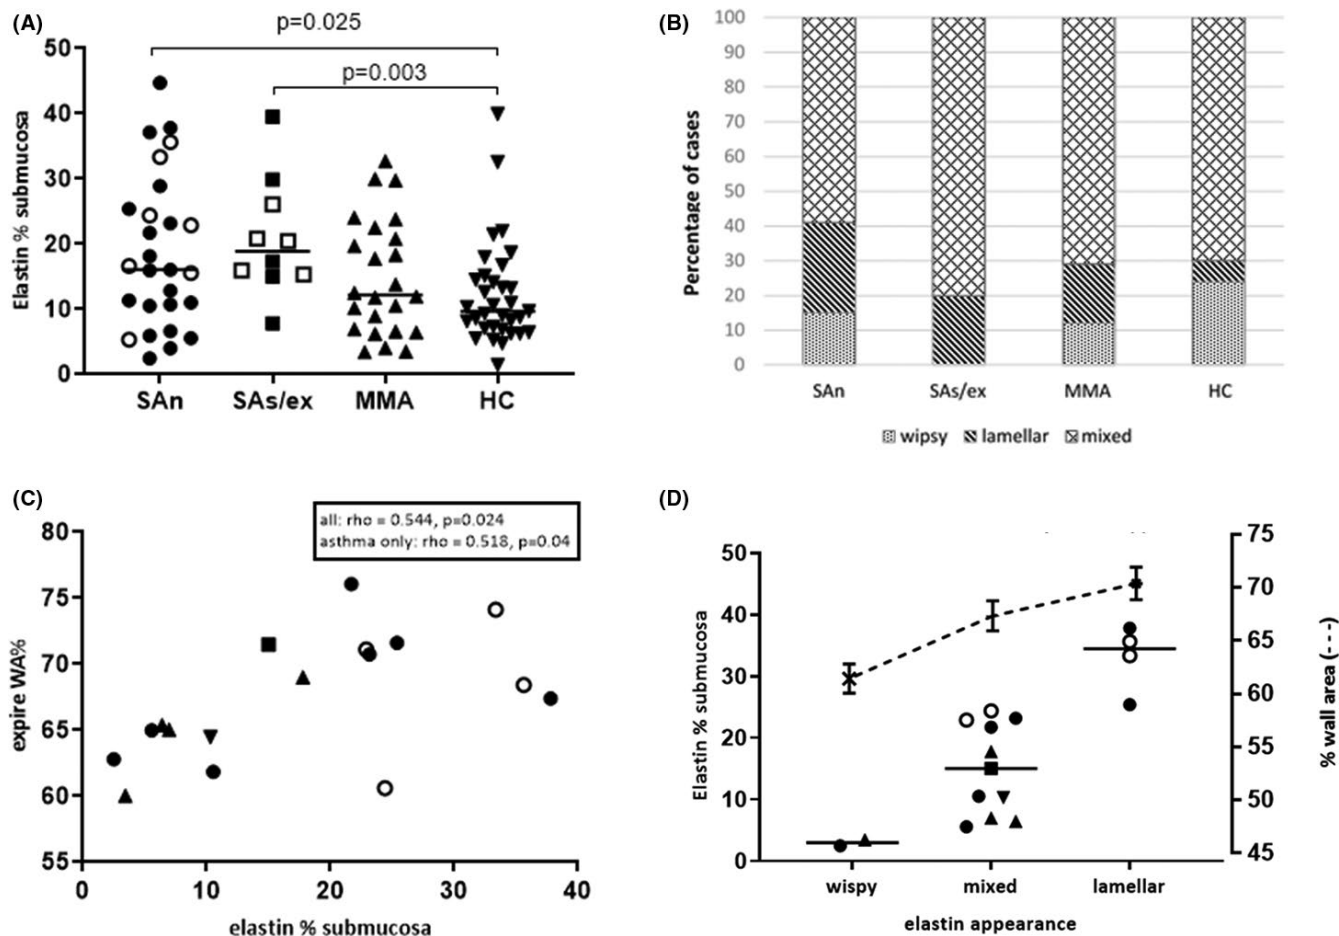 (A)
p=0.025
p=0.003
Elastin % submucosa
50
40
30
20
10
0
SAn SAs/ex MMA HC
(B)
Percentage of cases
100
90
80
70
60
50
40
30
20
10
0
SAn SAs/ex MMA HC
wipsy lamellar mixed
(C)
all: rho = 0.544, p=0.024
asthma only: rho = 0.518, p=0.04
expire WA%
80
75
70
65
60
55
0 10 20 30 40
elastin % submucosa
(D)
Elastin % submucosa
50
40
30
20
10
0
75
70
65
60
55
50
45
% wall area (---)
wispy mixed lamellar
elastin appearance